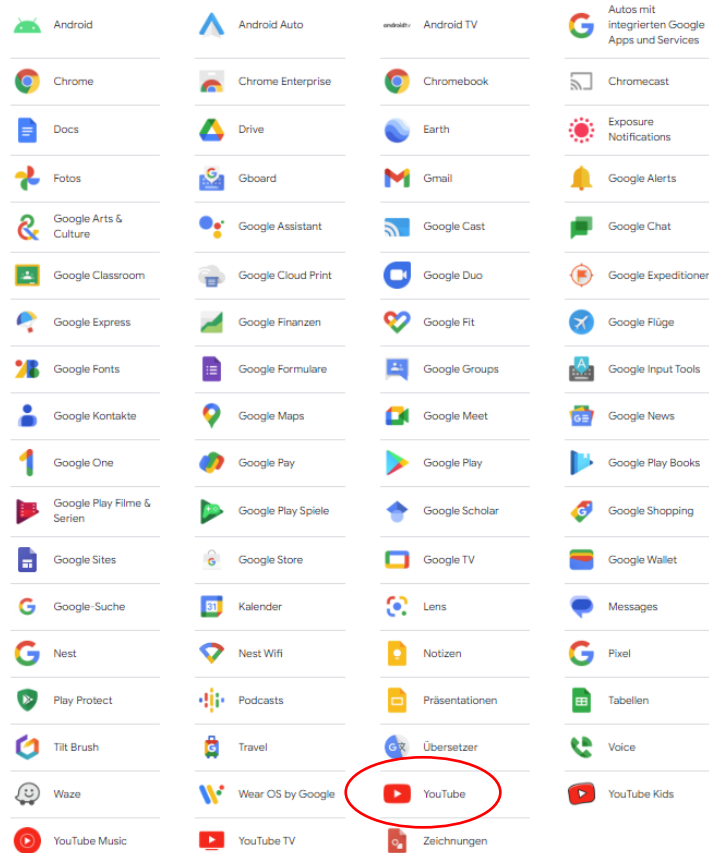 Android
Android Auto
androidtv
Android TV
Autos mit
integrierten Google
Apps und Services
Chrome
Chrome Enterprise
Chromebook
Chromecast
Docs
Drive
Earth
Exposure
Notifications
Fotos
Gboard
Gmail
Google Alerts
Google Arts &
Culture
Google Assistant
Google Cast
Google Chat
Google Classroom
Google Cloud Print
Google Duo
Google Expeditionen
Google Express
Google Finanzen
Google Fit
Google Flüge
Google Fonts
Google Formulare
Google Groups
Google Input Tools
Google Kontakte
Google Maps
Google Meet
Google News
Google One
Google Pay
Google Play
Google Play Books
Google Play Filme &
Serien
Google Play Spiele
Google Scholar
Google Shopping
Google Sites
Google Store
Google TV
Google Wallet
Google-Suche
31
Kalender
Lens
Messages
Nest
Nest Wifi
Notizen
Pixel
Play Protect
Podcasts
Präsentationen
Tabellen
Tilt Brush
Travel
Übersetzer
Voice
Waze
Wear OS by Google
YouTube
YouTube Kids
YouTube Music
YouTube TV
Zeichnungen